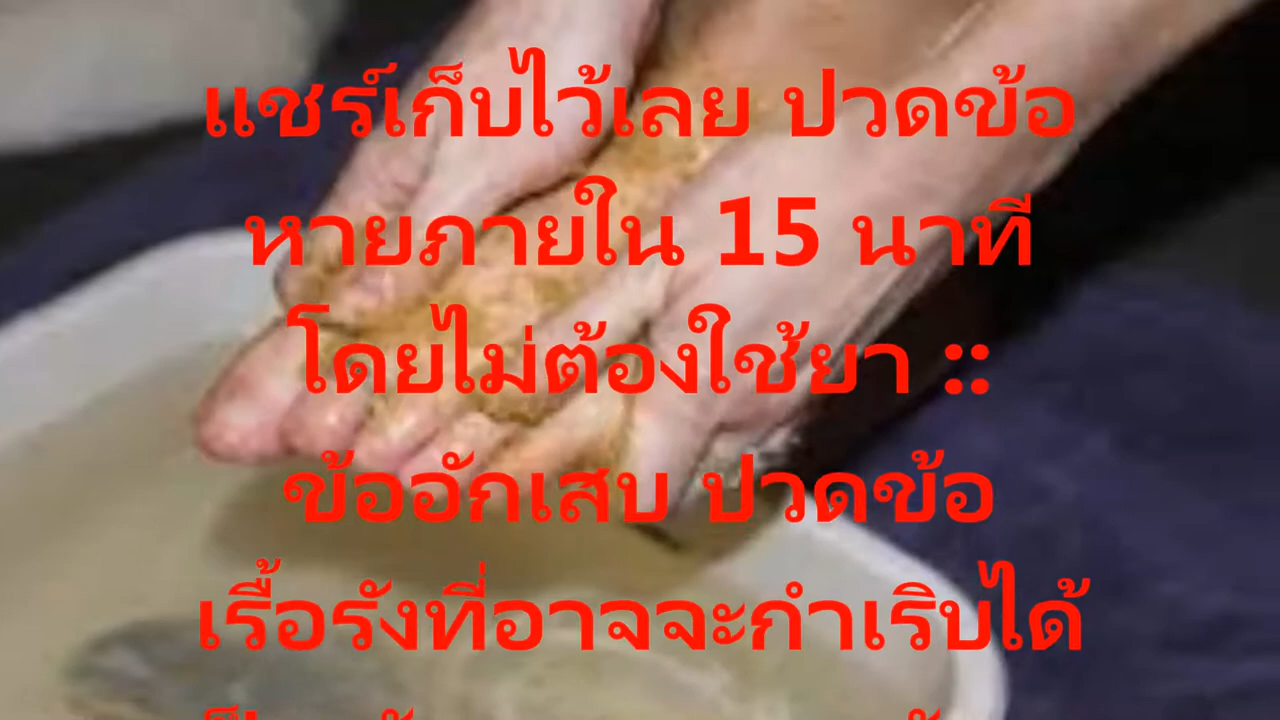 แชร์เก็บไว้เลย ปวดข้อ
หายภายใน 15 นาที
โดยไม่ต้องใช้ยา ::
ข้ออักเสบ ปวดข้อ
เรื้อรังที่อาจจะกำเริบได้